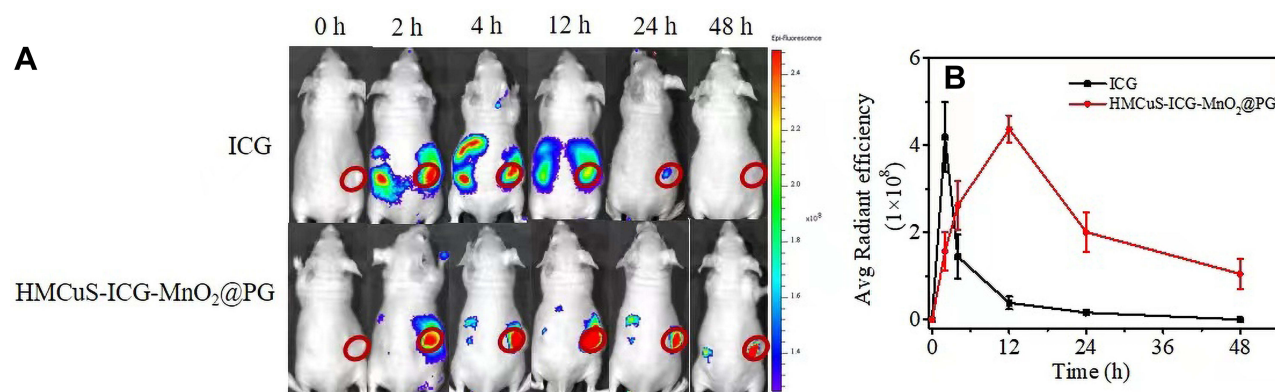 A
0 h 2 h 4 h 12 h 24 h 48 h
ICG
HMCuS-ICG-MnO₂@PG
Epi-fluorescence
2.4
2.2
2.0
x10⁸
1.8
1.6
1.4
B
ICG
HMCuS-ICG-MnO₂@PG
Avg Radiant efficiency
(1×10⁸)
6
4
2
0
0 12 24 36 48
Time (h)